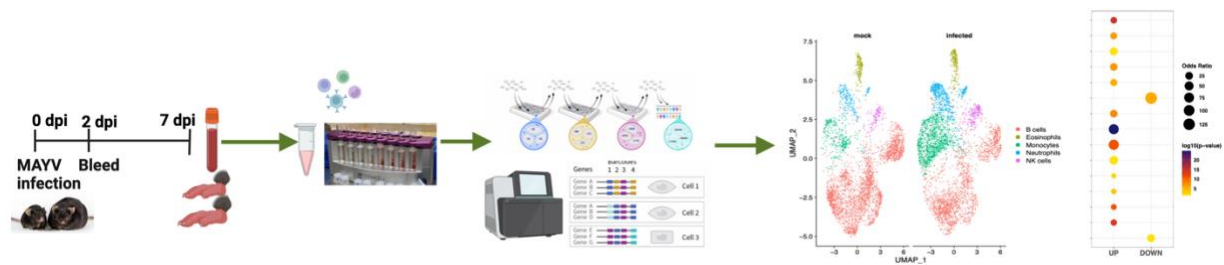 0 dpi 2 dpi 7 dpi
MAYV Bleed
infection
Genes 1 2 3 4
Gene A
Gene B
Gene C
Cell 1
Gene A
Gene B
Gene D
Cell 2
Gene E
Gene F
Gene G
Cell 3
mock infected
UMAP_2
7.5
5.0
2.5
0.0
-2.5
-5.0
-3 0 3 6 -3 0 3 6
UMAP_1
B cells
Eosinophils
Monocytes
Neutrophils
NK cells
UP DOWN
Odds Ratio
25
50
75
100
125
log10(p-value)
20
15
10
5